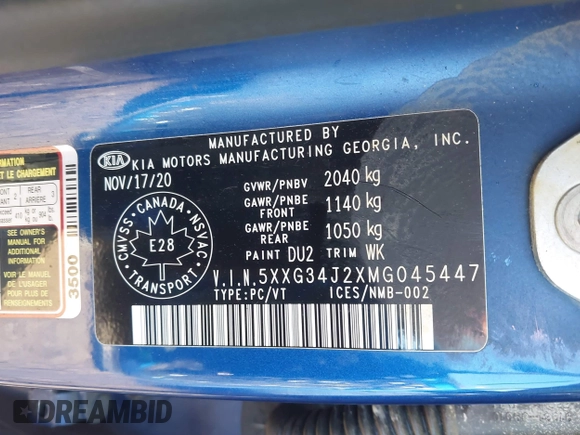 MANUFACTURED BY
KIA KIA MOTORS MANUFACTURING GEORGIA, INC.
NOV/17/20
GVWR/PNBV 2040 kg
GAWR/PNBE FRONT 1140 kg
GAWR/PNBE REAR 1050 kg
PAINT DU2 TRIM WK
CMVSS · CANADA · NSVAC
E28
TRANSPORT
V.I.N.5XXG34J2XMG045447
TYPE:PC/VT ICES/NMB-002
LE CHARGEMENT
REAR
ARRIÈRE
SEE OWNER'S
MANUAL FOR
ADDITIONAL
INFORMATION
VOIR LE MANUEL
DE L'USAGER
POUR PLUS DE
3500
DREAMBID